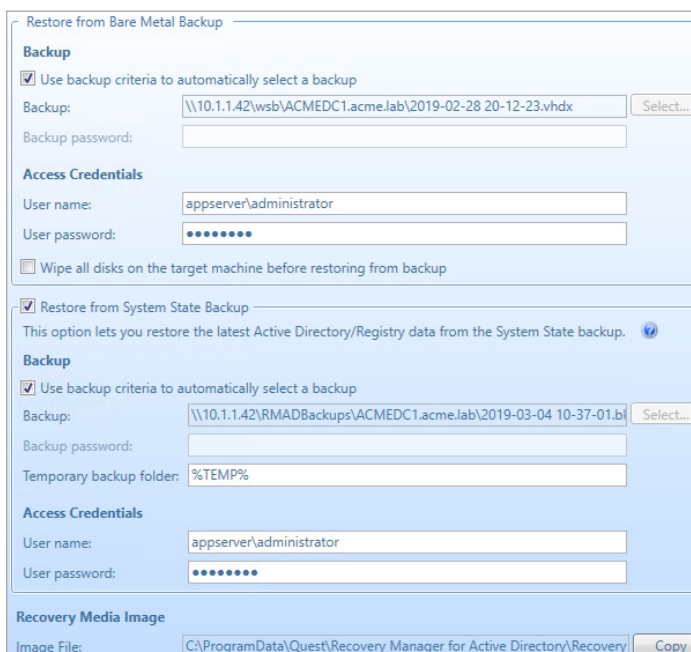 Restore from Bare Metal Backup
Backup
Use backup criteria to automatically select a backup
Backup: \\10.1.1.42\wsb\ACMEDC1.acme.lab\2019-02-28 20-12-23.vhdx Select...
Backup password:
Access Credentials
User name: appserver\administrator
User password: ●●●●●●●●
Wipe all disks on the target machine before restoring from backup
Restore from System State Backup
This option lets you restore the latest Active Directory/Registry data from the System State backup. ?
Backup
Use backup criteria to automatically select a backup
Backup: \\10.1.1.42\RMADBackups\ACMEDC1.acme.lab\2019-03-04 10-37-01.bl Select...
Backup password:
Temporary backup folder: %TEMP%
Access Credentials
User name: appserver\administrator
User password: ●●●●●●●●
Recovery Media Image
Image File: C:\ProgramData\Quest\Recovery Manager for Active Directory\Recovery Copy